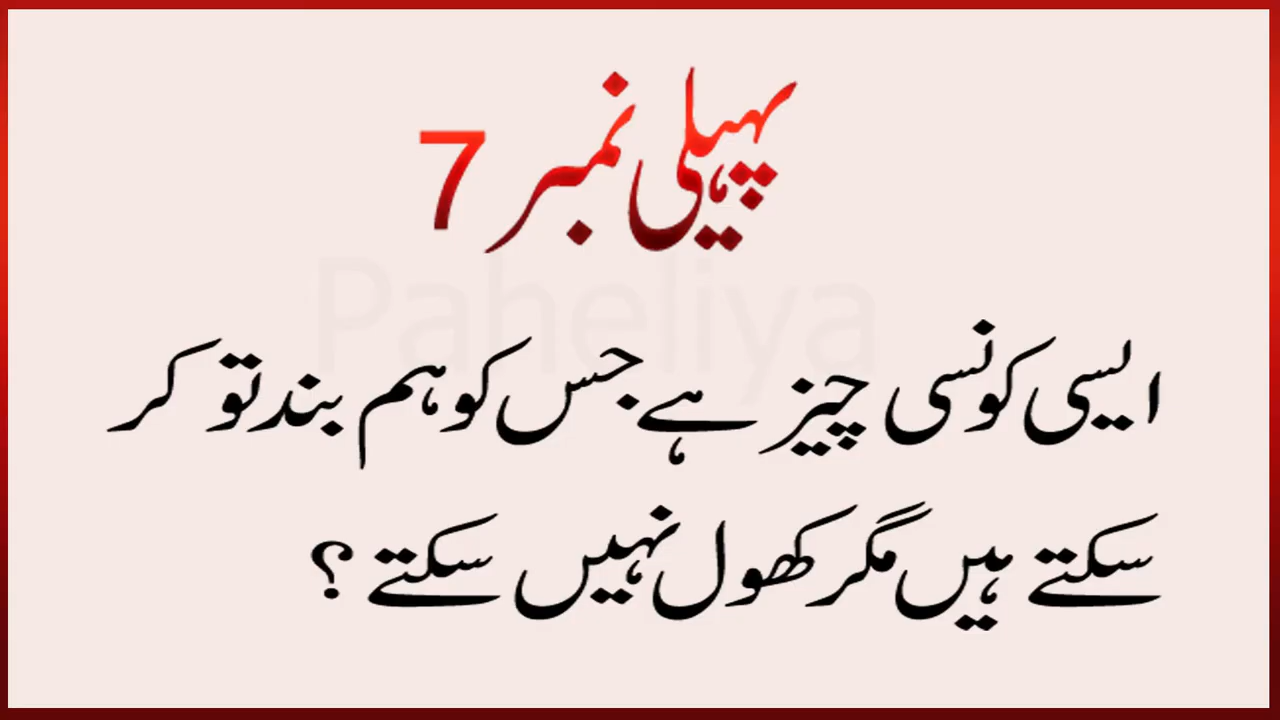 پہیلی نمبر 7
Paheliya
ایسی کونسی چیز ہے جس کو ہم بند تو کر
سکتے ہیں مگر کھول نہیں سکتے ؟